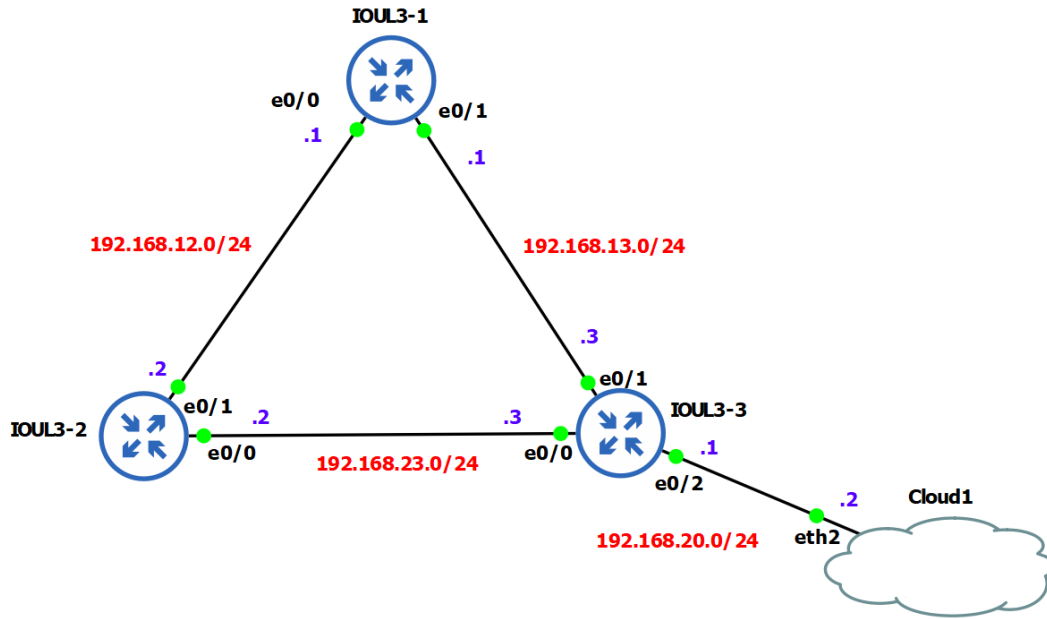 IOUL3-1
e0/0
e0/1
.1
.1
192.168.12.0/24
192.168.13.0/24
.3
.2
e0/1
e0/1
IOUL3-3
IOUL3-2
.2
.3
.1
e0/0
e0/0
192.168.23.0/24
e0/2
.2
Cloud1
192.168.20.0/24
eth2